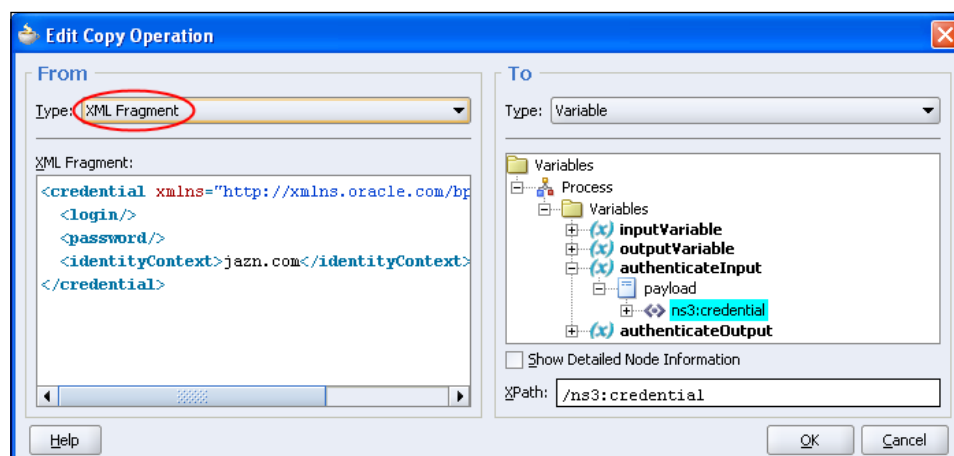 Edit Copy Operation
From
Type: XML Fragment
XML Fragment:
<credential xmlns="http://xmlns.oracle.com/bp
<login/>
<password/>
<identityContext>jazn.com</identityContext>
</credential>
Help
To
Type: Variable
Variables
Process
Variables
(x) inputVariable
(x) outputVariable
(x) authenticateInput
payload
ns3:credential
(x) authenticateOutput
Show Detailed Node Information
XPath: /ns3:credential
OK
Cancel